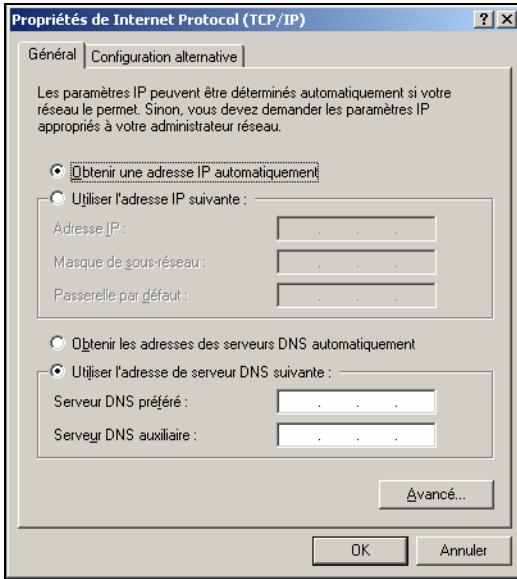 Propriétés de Internet Protocol (TCP/IP)
Général
Configuration alternative
Les paramètres IP peuvent être déterminés automatiquement si votre
réseau le permet. Sinon, vous devez demander les paramètres IP
appropriés à votre administrateur réseau.
Obtenir une adresse IP automatiquement
Utiliser l'adresse IP suivante :
Adresse IP :
Masque de sous-réseau :
Passerelle par défaut :
Obtenir les adresses des serveurs DNS automatiquement
Utiliser l'adresse de serveur DNS suivante :
Serveur DNS préféré :
Serveur DNS auxiliaire :
Avancé...
OK
Annuler